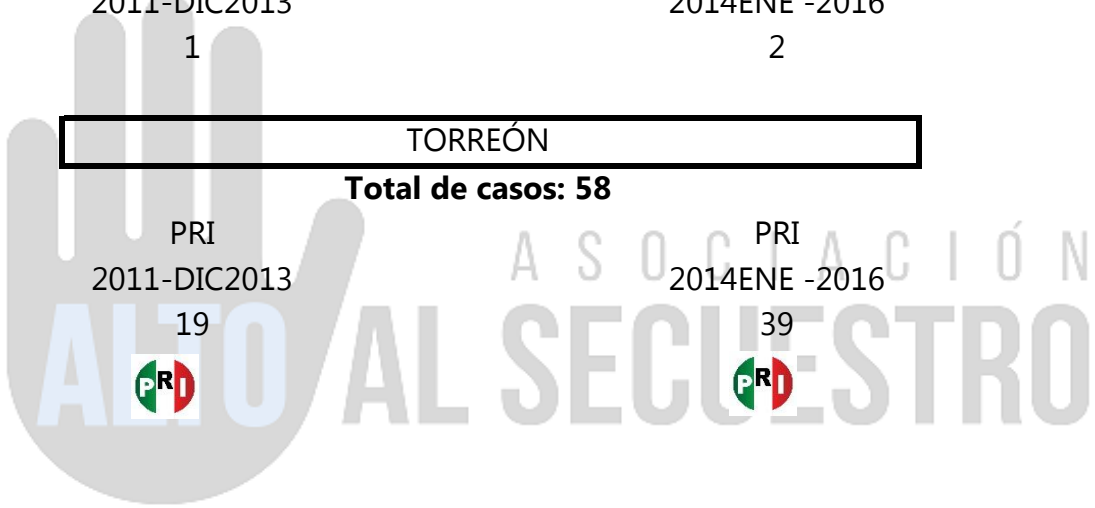 2011-DIC2013 2014ENE -2016
1 2
TORREÓN
Total de casos: 58
PRI PRI
2011-DIC2013 2014ENE -2016
19 39
PRI PRI
ASOCIACIÓN
ALTO AL SECUESTRO